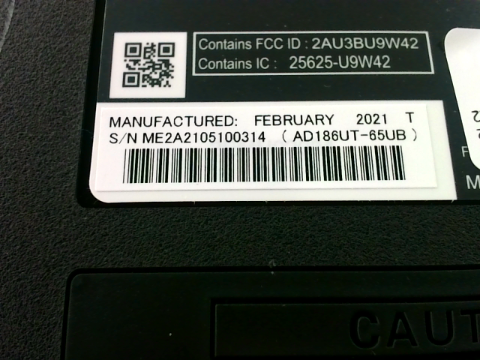 Contains FCC ID : 2AU3BU9W42
Contains IC : 25625-U9W42
MANUFACTURED: FEBRUARY 2021 T
S/N ME2A2105100314 ( AD186UT-65UB )
CAUT